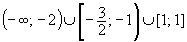 (−∞; −2) ∪ [−3/2; −1) ∪ [1; 1]